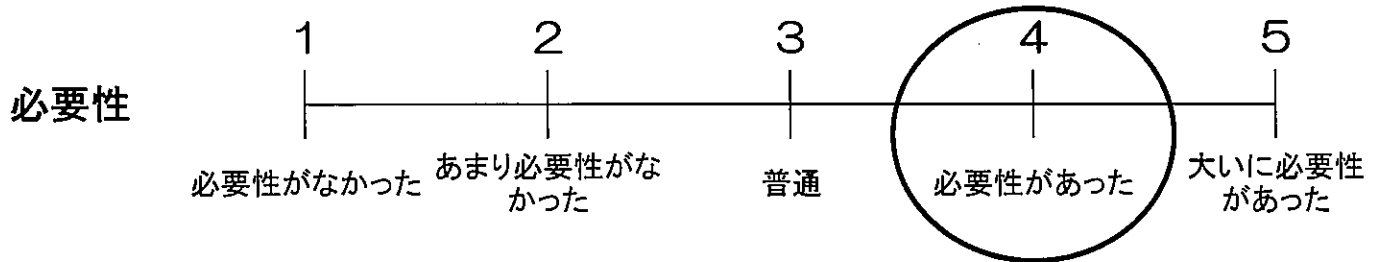 1 2 3 4 5
必要性
必要性がなかった
あまり必要性がな
かった
普通
必要性があった
大いに必要性
があった